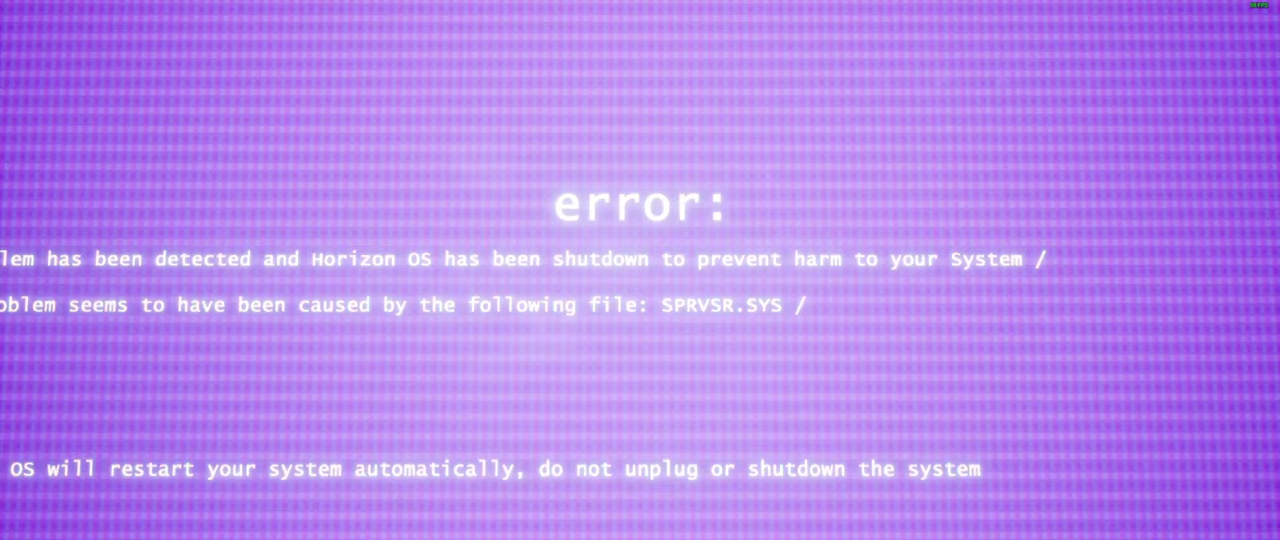 error:
lem has been detected and Horizon OS has been shutdown to prevent harm to your System /
oblem seems to have been caused by the following file: SPRVSR.SYS /
OS will restart your system automatically, do not unplug or shutdown the system